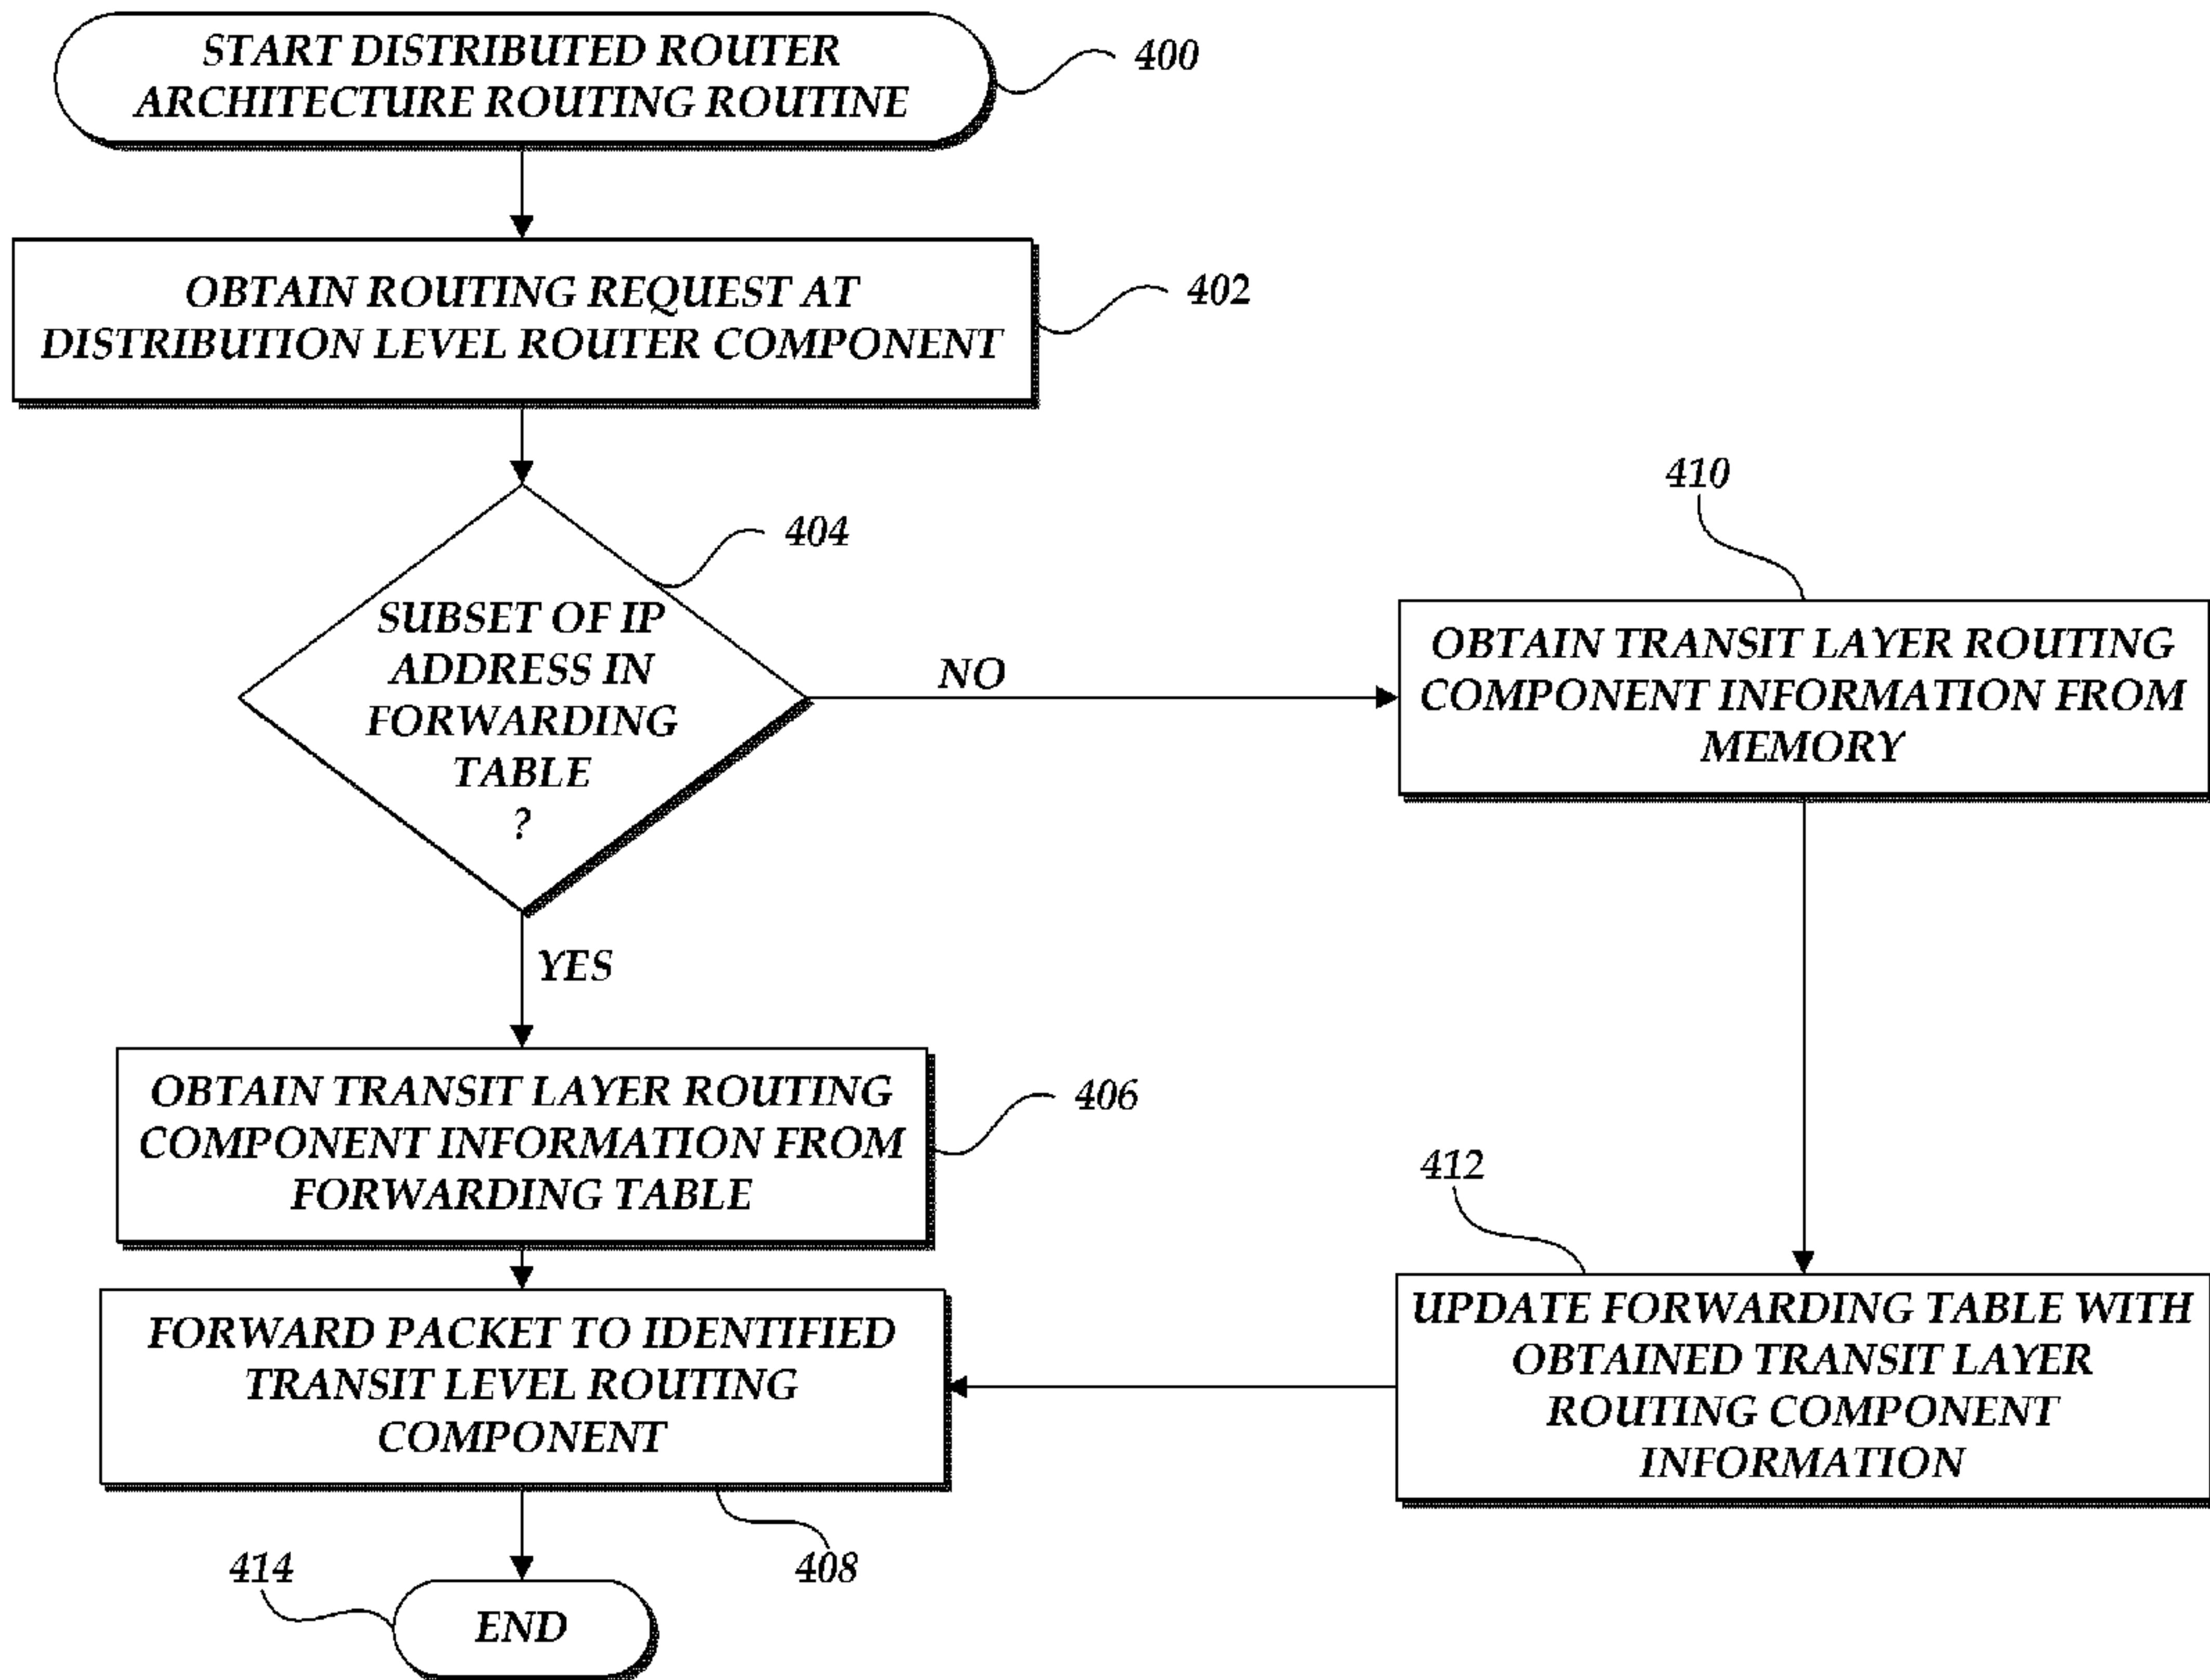 START DISTRIBUTED ROUTER
ARCHITECTURE ROUTING ROUTINE
400
OBTAIN ROUTING REQUEST AT
DISTRIBUTION LEVEL ROUTER COMPONENT
402
404
SUBSET OF IP
ADDRESS IN
FORWARDING
TABLE
?
NO
YES
410
OBTAIN TRANSIT LAYER ROUTING
COMPONENT INFORMATION FROM
MEMORY
OBTAIN TRANSIT LAYER ROUTING
COMPONENT INFORMATION FROM
FORWARDING TABLE
406
412
UPDATE FORWARDING TABLE WITH
OBTAINED TRANSIT LAYER
ROUTING COMPONENT
INFORMATION
FORWARD PACKET TO IDENTIFIED
TRANSIT LEVEL ROUTING
COMPONENT
408
414
END